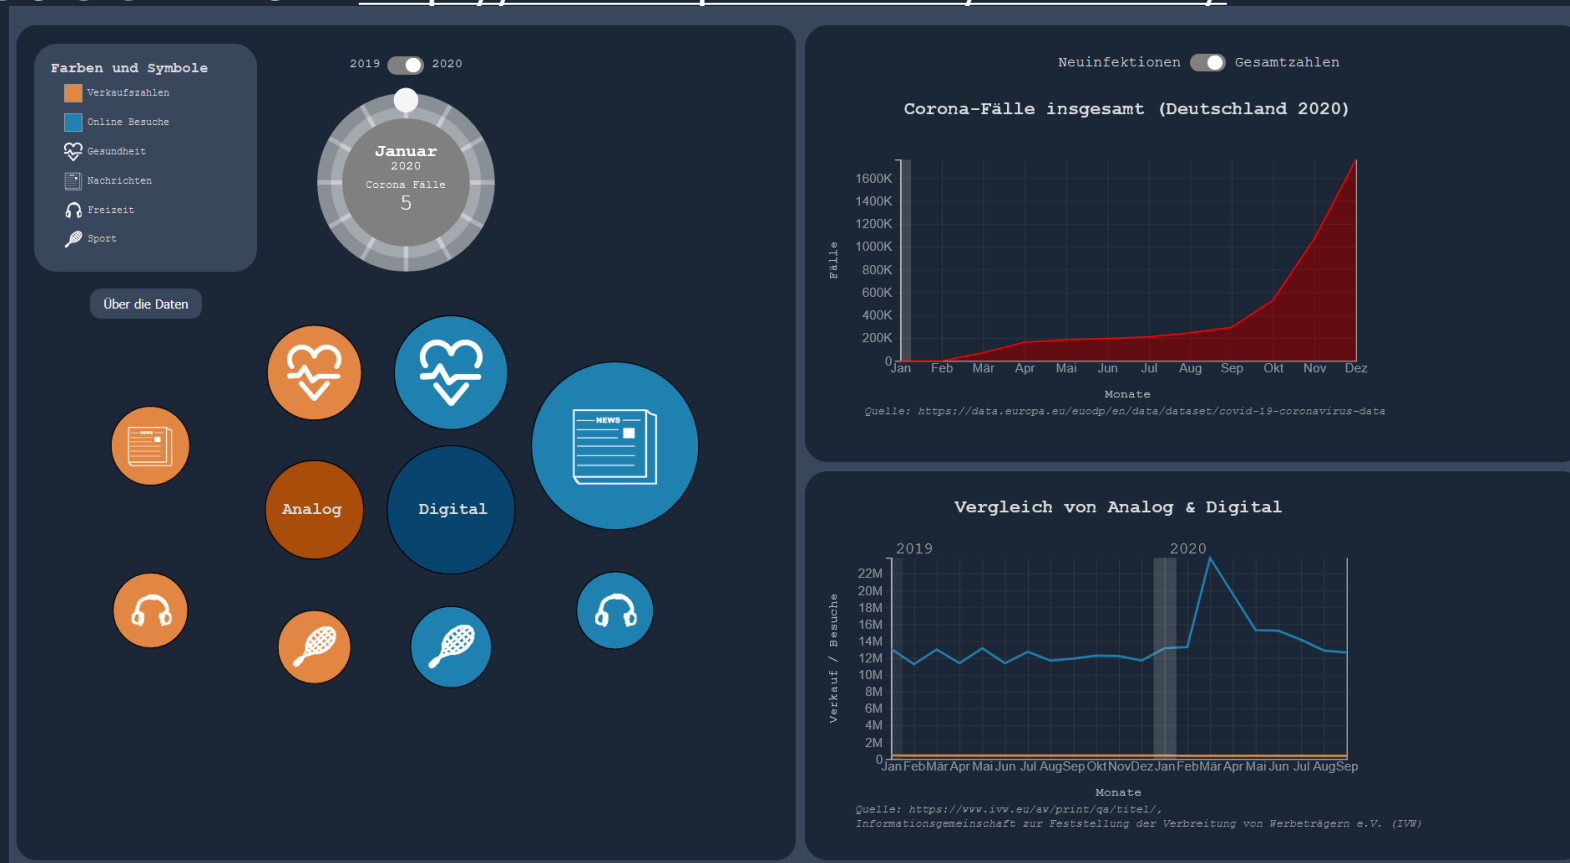 Farben und Symbole
Verkaufszahlen
Online Besuche
Gesundheit
Nachrichten
Freizeit
Sport
Über die Daten
2019 2020
Januar
2020
Corona Fälle
5
NEWS
NEWS
Analog
Digital
Neuinfektionen Gesamtzahlen
Corona-Fälle insgesamt (Deutschland 2020)
Fälle
1600K
1400K
1200K
1000K
800K
600K
400K
200K
0
Jan Feb Mär Apr Mai Jun Jul Aug Sep Okt Nov Dez
Monate
Quelle: https://data.europa.eu/euodp/en/data/dataset/covid-19-coronavirus-data
Vergleich von Analog & Digital
2019 2020
Verkauf / Besuche
22M
20M
18M
16M
14M
12M
10M
8M
6M
4M
2M
0
Jan Feb Mär Apr Mai Jun Jul Aug Sep Okt Nov Dez Jan Feb Mär Apr Mai Jun Jul Aug Sep
Monate
Quelle: https://www.ivw.eu/aw/print/qa/titel/,
Informationsgemeinschaft zur Feststellung der Verbreitung von Werbeträgern e.V. (IVW)